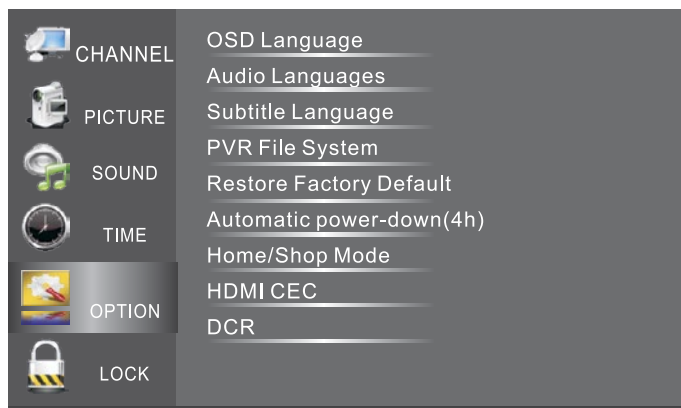 CHANNEL
PICTURE
SOUND
TIME
OPTION
LOCK
OSD Language
Audio Languages
Subtitle Language
PVR File System
Restore Factory Default
Automatic power-down(4h)
Home/Shop Mode
HDMI CEC
DCR